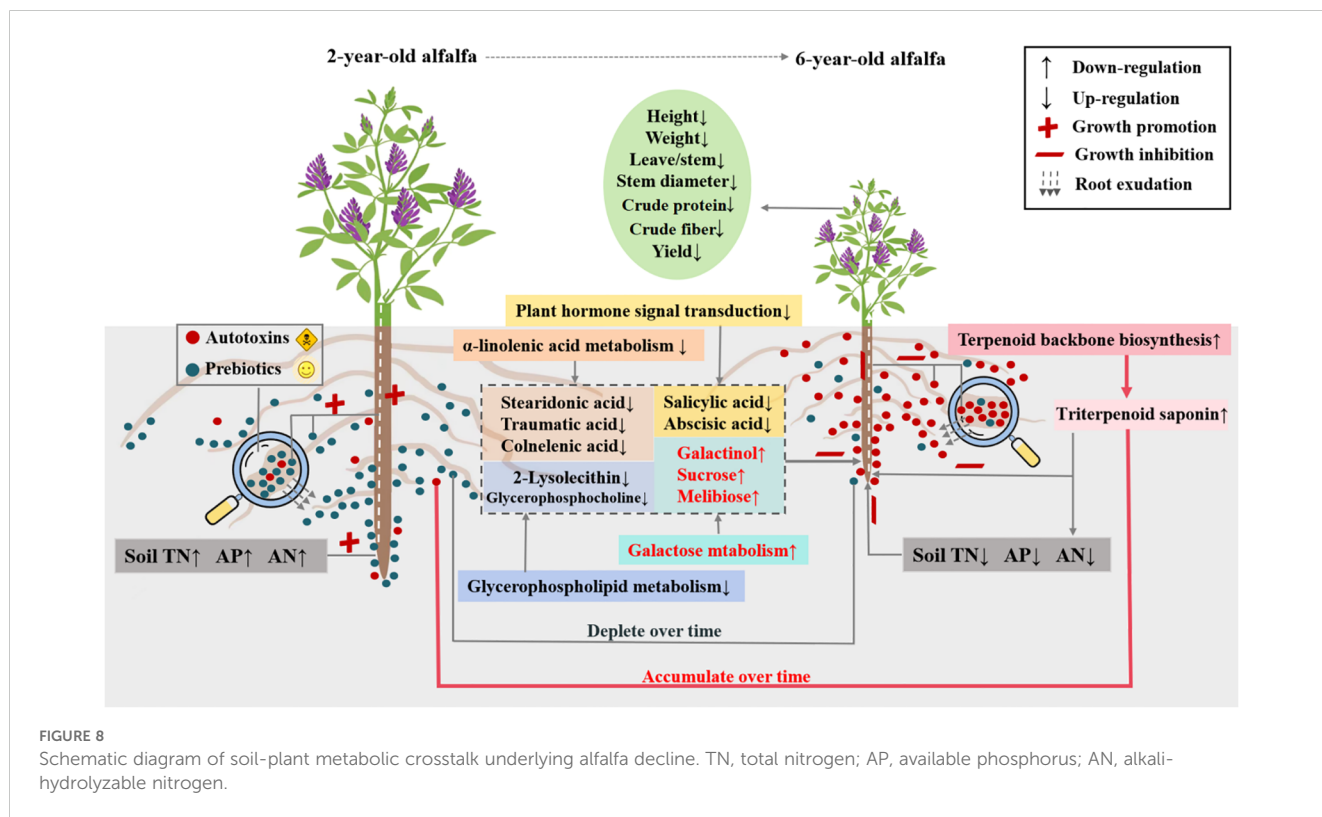 2-year-old alfalfa
6-year-old alfalfa
↑ Down-regulation
↓ Up-regulation
Growth promotion
Growth inhibition
Root exudation
Height↓
Weight↓
Leave/stem↓
Stem diameter↓
Crude protein↓
Crude fiber↓
Yield↓
Autotoxins
Prebiotics
Plant hormone signal transduction↓
α-linolenic acid metabolism ↓
Terpenoid backbone biosynthesis↑
Triterpenoid saponin↑
Stearidonic acid↓
Traumatic acid↓
Colnelenic acid↓
Salicylic acid↓
Abscisic acid↓
2-Lysolecithin↓
Glycerophosphocholine↓
Galactinol↑
Sucrose↑
Melibiose↑
Soil TN↑ AP↑ AN↑
Galactose mtabolism↑
Soil TN↓ AP↓ AN↓
Glycerophospholipid metabolism↓
Deplete over time
Accumulate over time
FIGURE 8
Schematic diagram of soil-plant metabolic crosstalk underlying alfalfa decline. TN, total nitrogen; AP, available phosphorus; AN, alkali-
hydrolyzable nitrogen.